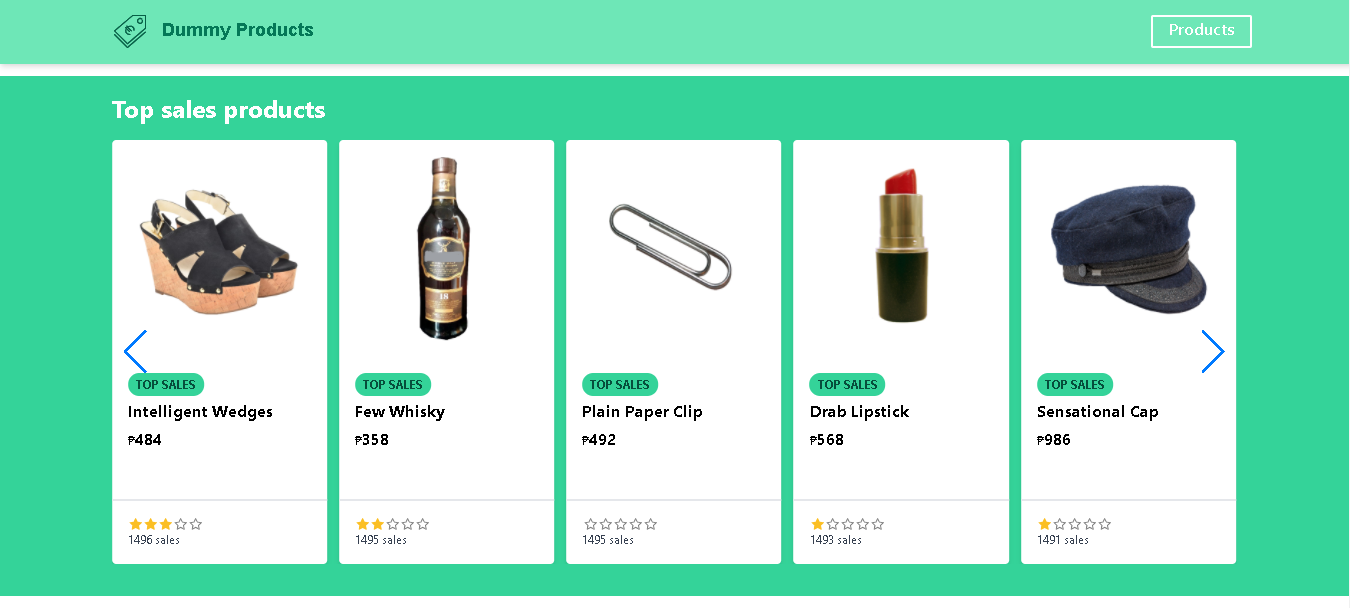 Dummy Products
Products
Top sales products
18
TOP SALES
Intelligent Wedges
₱484
1496 sales
TOP SALES
Few Whisky
₱358
1495 sales
TOP SALES
Plain Paper Clip
₱492
1495 sales
TOP SALES
Drab Lipstick
₱568
1493 sales
TOP SALES
Sensational Cap
₱986
1491 sales